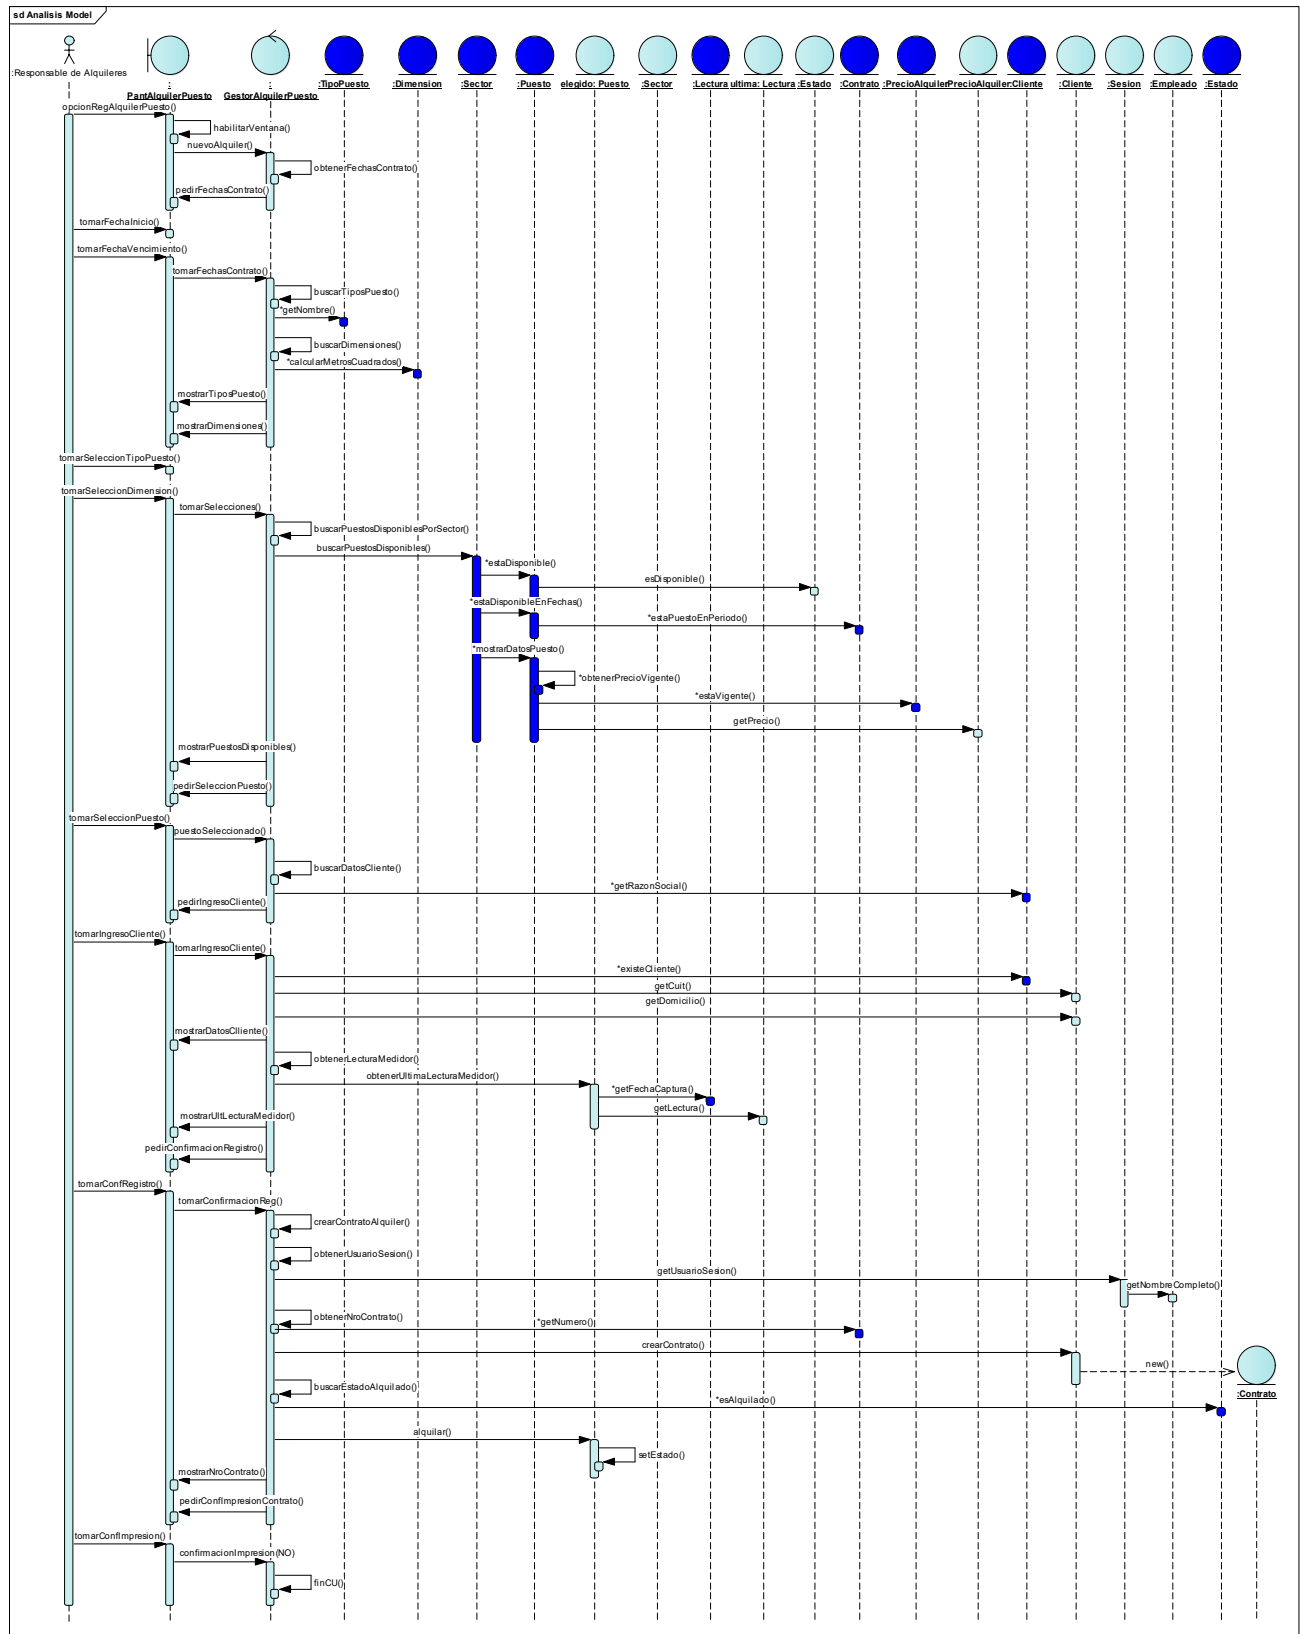 sd Analisis Model
:Responsable de Alquileres
:
PantAlquilerPuesto
:
GestorAlquilerPuesto
:TipoPuesto
:Dimension
:Sector
:Puesto
elegido: Puesto
:Sector
:Lectura
ultima: Lectura
:Estado
:Contrato
:PrecioAlquiler
PrecioAlquiler
:Cliente
:Cliente
:Sesion
:Empleado
:Estado
opcionRegAlquilerPuesto()
habilitarVentana()
nuevoAlquiler()
obtenerFechasContrato()
pedirFechasContrato()
tomarFechaInicio()
tomarFechaVencimiento()
tomarFechasContrato()
buscarTiposPuesto()
*getNombre()
buscarDimensiones()
*calcularMetrosCuadrados()
mostrarTiposPuesto()
mostrarDimensiones()
tomarSeleccionTipoPuesto()
tomarSeleccionDimension()
tomarSelecciones()
buscarPuestosDisponiblesPorSector()
buscarPuestosDisponibles()
*estaDisponible()
esDisponible()
*estaDisponibleEnFechas()
*estaPuestoEnPeriodo()
*mostrarDatosPuesto()
*obtenerPrecioVigente()
*estaVigente()
getPrecio()
mostrarPuestosDisponibles()
pedirSeleccionPuesto()
tomarSeleccionPuesto()
puestoSeleccionado()
buscarDatosCliente()
*getRazonSocial()
pedirIngresoCliente()
tomarIngresoCliente()
tomarIngresoCliente()
*existeCliente()
getCuit()
getDomicilio()
mostrarDatosClliente()
obtenerLecturaMedidor()
obtenerUltimaLecturaMedidor()
*getFechaCaptura()
getLectura()
mostrarUltLecturaMedidor()
pedirConfirmacionRegistro()
tomarConfRegistro()
tomarConfirmacionReg()
crearContratoAlquiler()
obtenerUsuarioSesion()
getUsuarioSesion()
getNombreCompleto()
obtenerNroContrato()
*getNumero()
crearContrato()
new()
:Contrato
buscarEstadoAlquilado()
*esAlquilado()
alquilar()
setEstado()
mostrarNroContrato()
pedirConfImpresionContrato()
tomarConfImpresion()
confirmacionImpresion(NO)
finCU()